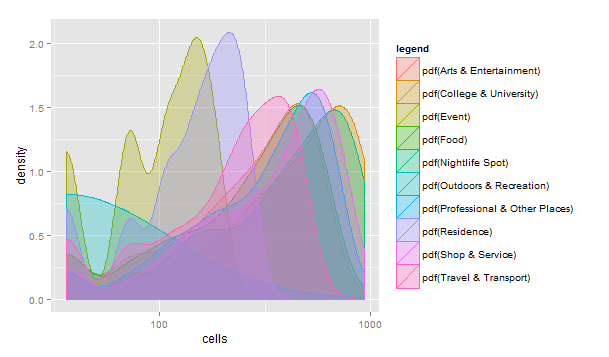 2.0
1.5
1.0
0.5
0.0
density
100
1000
cells
legend
pdf(Arts & Entertainment)
pdf(College & University)
pdf(Event)
pdf(Food)
pdf(Nightlife Spot)
pdf(Outdoors & Recreation)
pdf(Professional & Other Places)
pdf(Residence)
pdf(Shop & Service)
pdf(Travel & Transport)